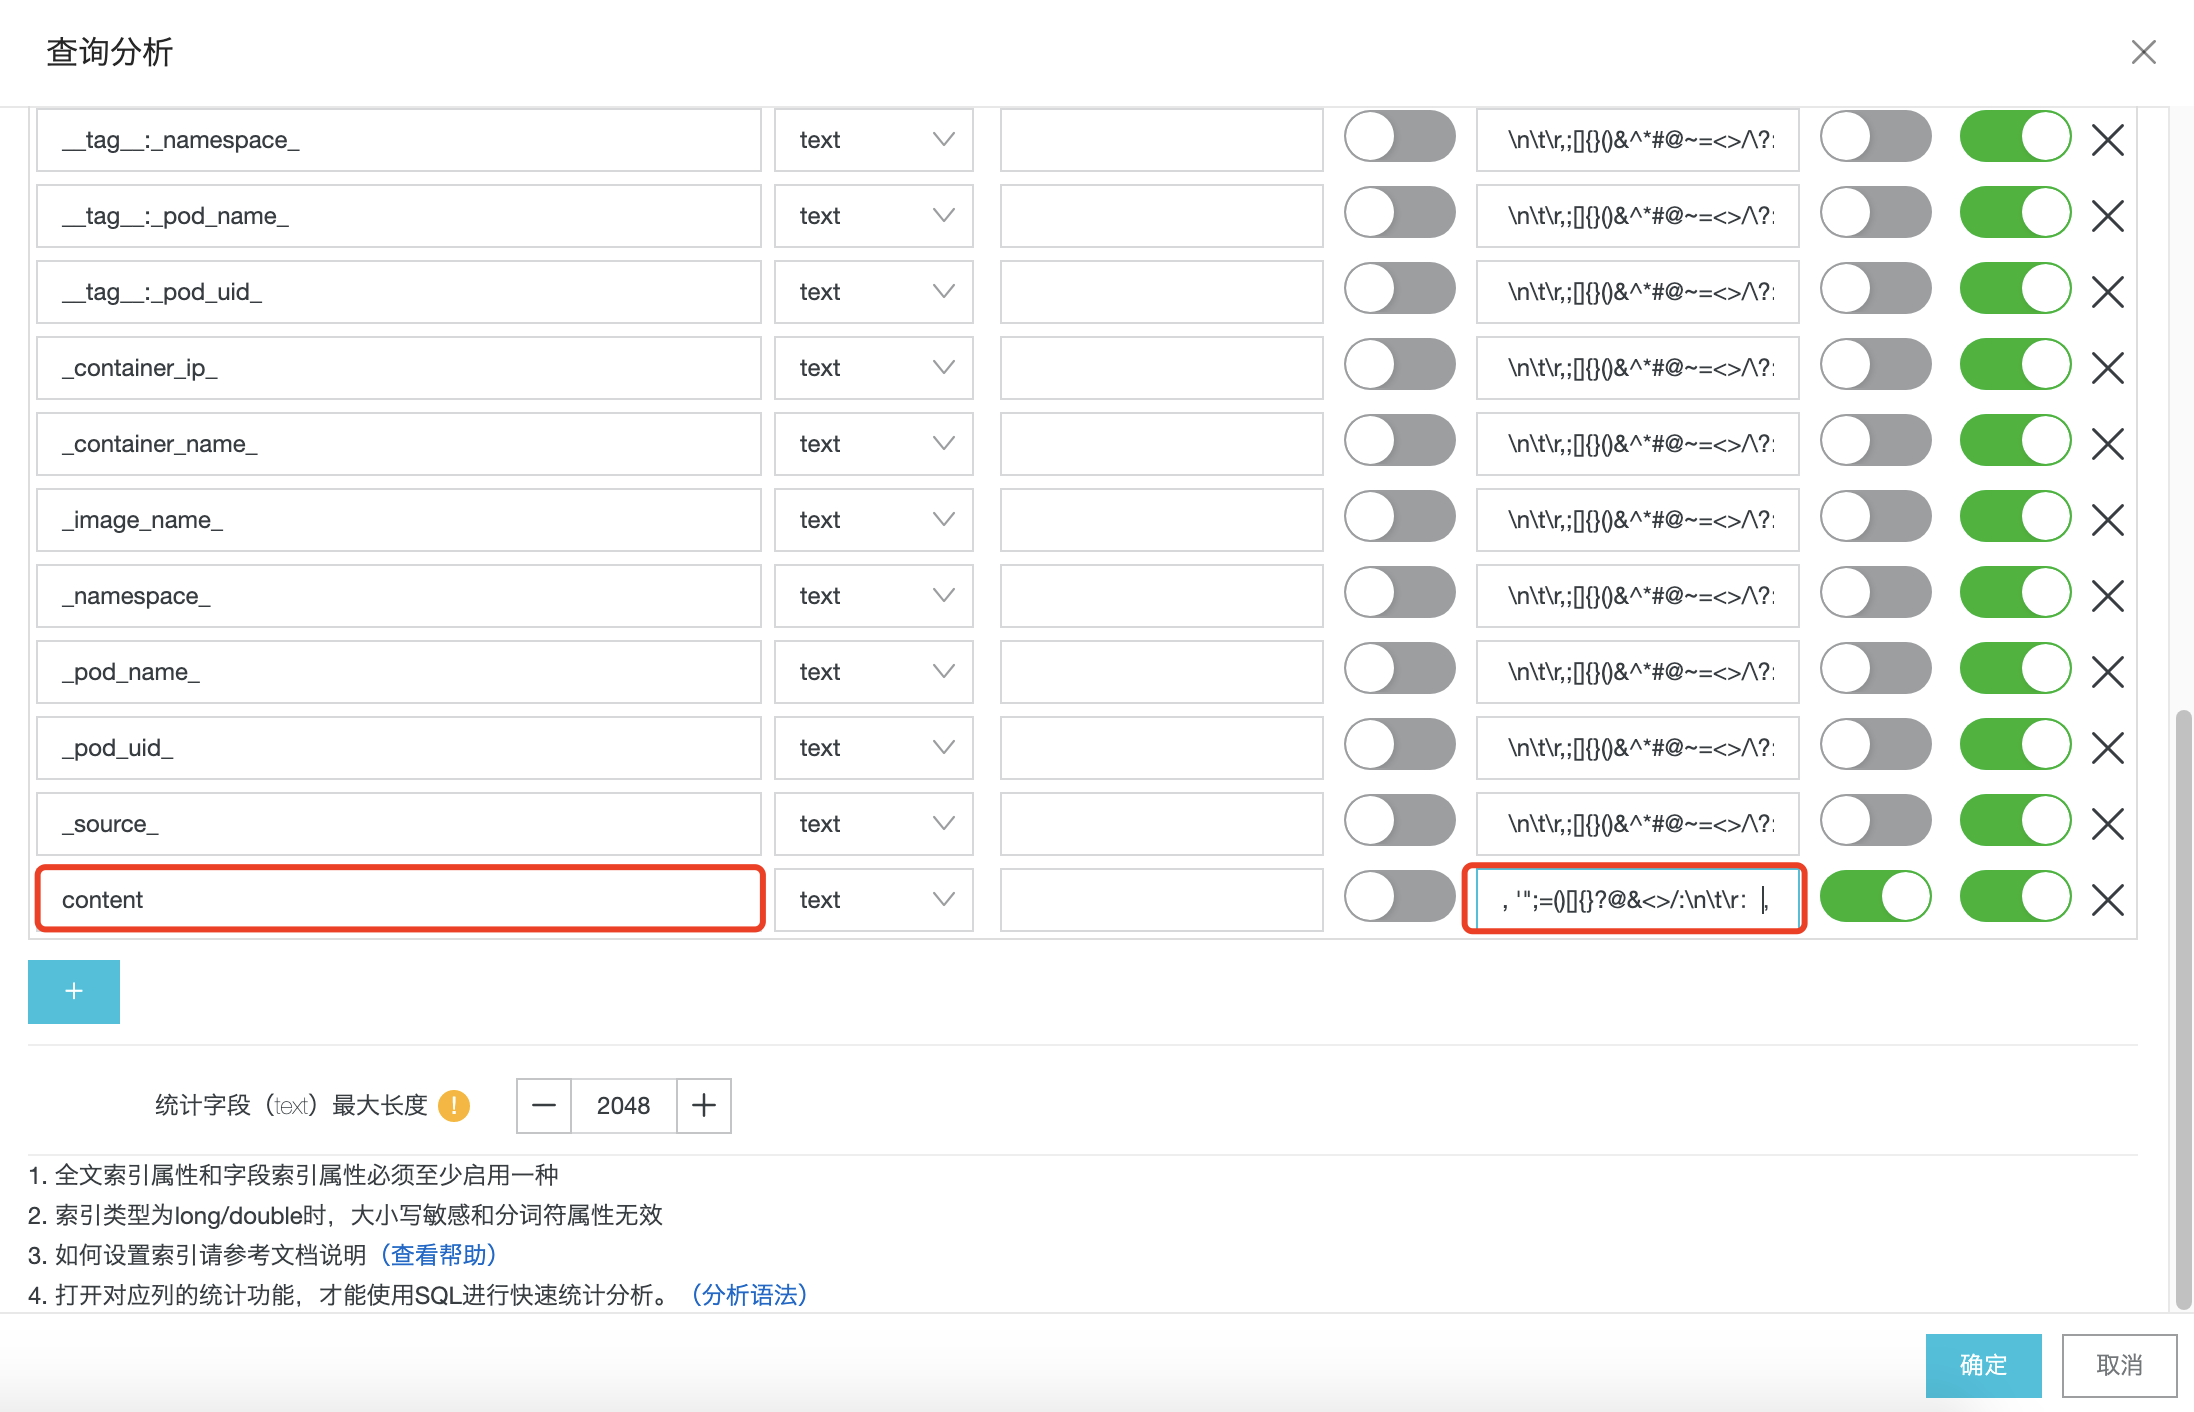 查询分析
__tag__:_namespace_ text \n\t\r,;[]{}()&^*#@~=<>/\?:
__tag__:_pod_name_ text \n\t\r,;[]{}()&^*#@~=<>/\?:
__tag__:_pod_uid_ text \n\t\r,;[]{}()&^*#@~=<>/\?:
_container_ip_ text \n\t\r,;[]{}()&^*#@~=<>/\?:
_container_name_ text \n\t\r,;[]{}()&^*#@~=<>/\?:
_image_name_ text \n\t\r,;[]{}()&^*#@~=<>/\?:
_namespace_ text \n\t\r,;[]{}()&^*#@~=<>/\?:
_pod_name_ text \n\t\r,;[]{}()&^*#@~=<>/\?:
_pod_uid_ text \n\t\r,;[]{}()&^*#@~=<>/\?:
_source_ text \n\t\r,;[]{}()&^*#@~=<>/\?:
content text , '";=()[]{}?@&<>/:\n\t\r：，
+
统计字段（text）最大长度 ! — 2048 +
1. 全文索引属性和字段索引属性必须至少启用一种
2. 索引类型为long/double时，大小写敏感和分词符属性无效
3. 如何设置索引请参考文档说明（查看帮助）
4. 打开对应列的统计功能，才能使用SQL进行快速统计分析。（分析语法）
确定 取消